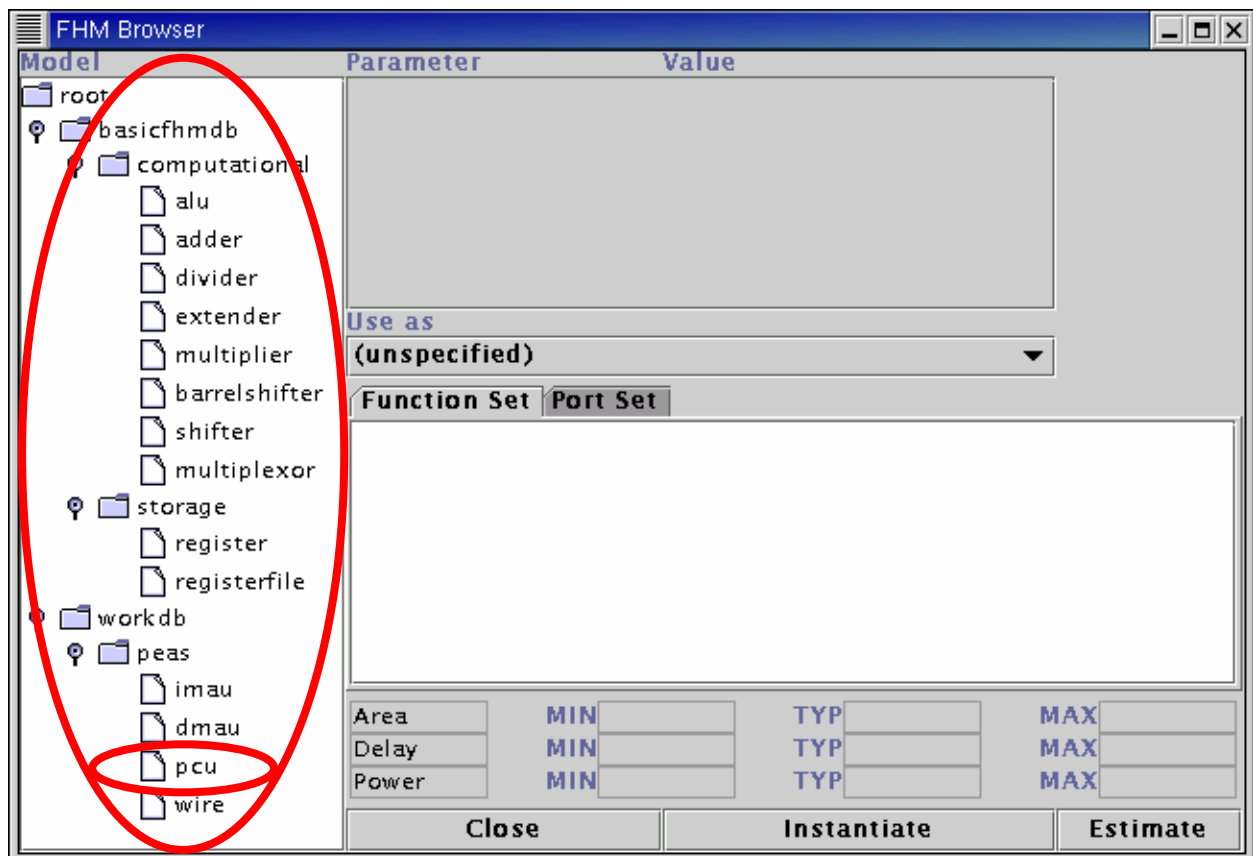 FHM Browser
Model
Parameter Value
root
basicfhmdb
computational
alu
adder
divider
extender
multiplier
barrelshifter
shifter
multiplexor
storage
register
registerfile
workdb
peas
imau
dmau
pcu
wire
Use as
(unspecified)
Function Set Port Set
Area MIN TYP MAX
Delay MIN TYP MAX
Power MIN TYP MAX
Close Instantiate Estimate